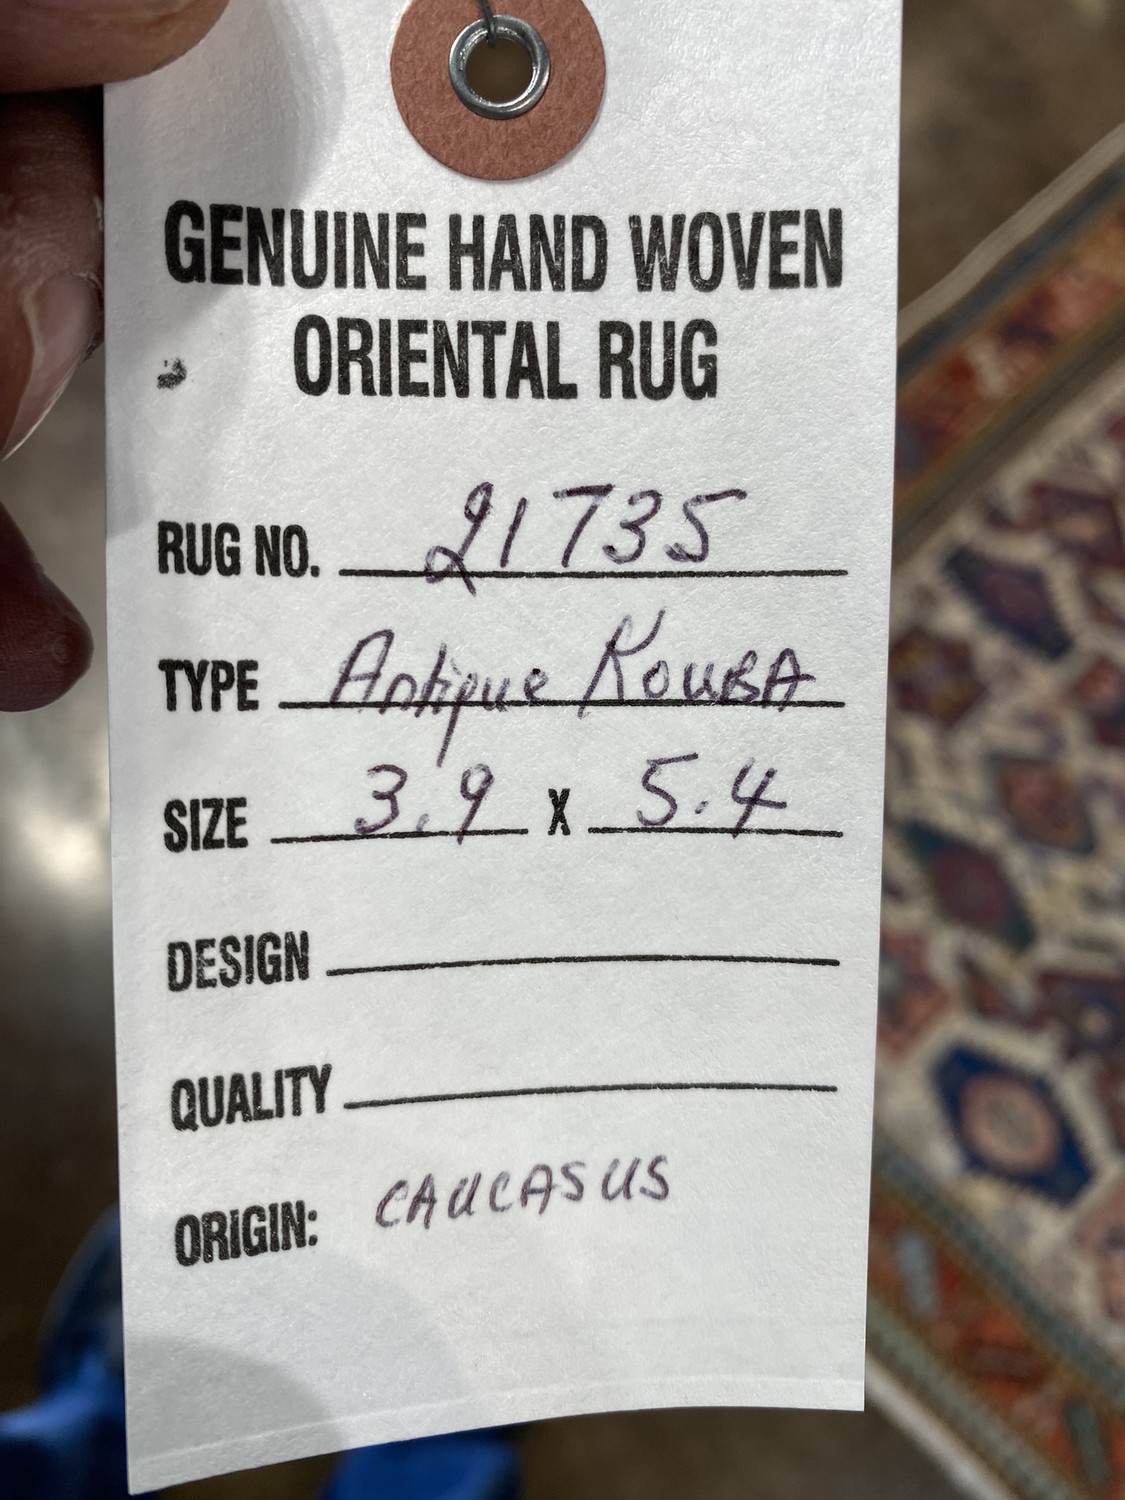 GENUINE HAND WOVEN
ORIENTAL RUG
RUG NO. 21735
TYPE Antique KouBA
SIZE 3.9 X 5.4
DESIGN
QUALITY
ORIGIN: CAUCASUS